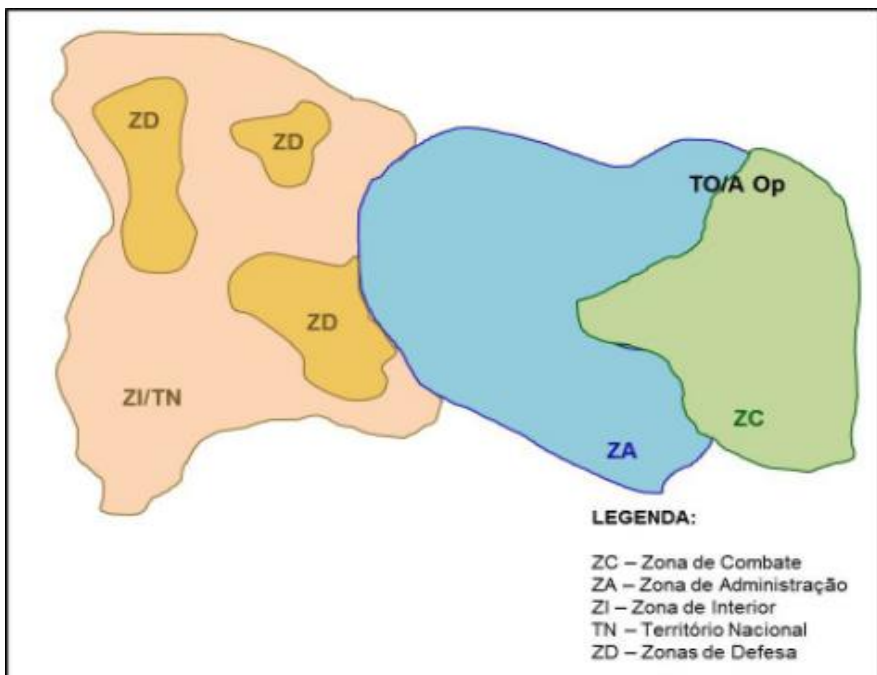 ZD
ZD
TO/A Op
ZD
ZI/TN
ZC
ZA
LEGENDA:
ZC – Zona de Combate
ZA – Zona de Administração
ZI – Zona de Interior
TN – Território Nacional
ZD – Zonas de Defesa